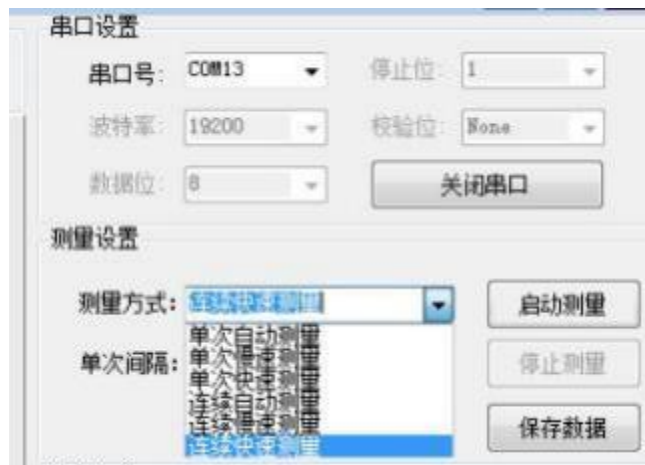 串口设置
串口号: COM13 停止位: 1
波特率: 19200 校验位: None
数据位: 8 关闭串口
测量设置
测量方式: 连续快速测量 启动测量
单次自动测量
单次间隔: 单次慢速测量 停止测量
单次快速测量
连续自动测量
连续慢速测量 保存数据
连续快速测量